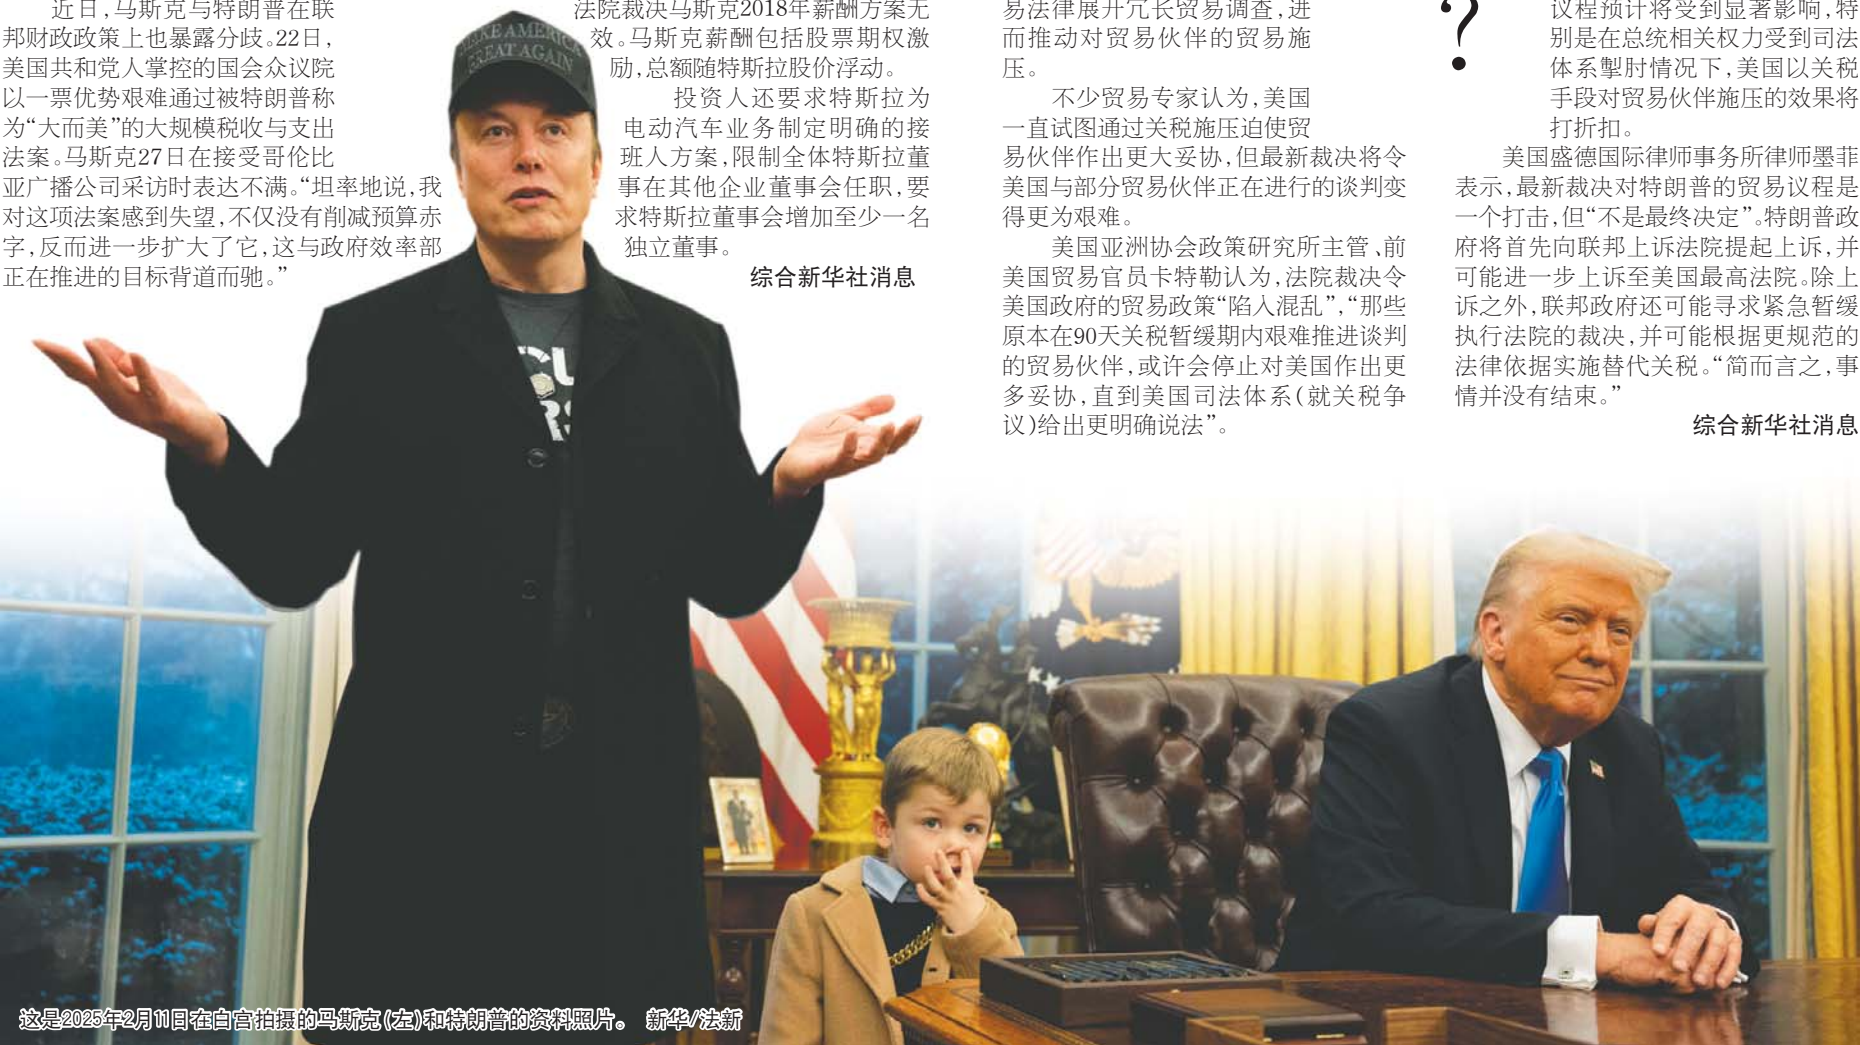 近日，马斯克与特朗普在联
邦财政政策上也暴露分歧。22日，
美国共和党人掌控的国会众议院
以一票优势艰难通过被特朗普称
为“大而美”的大规模税收与支出
法案。马斯克27日在接受哥伦比
亚广播公司采访时表达不满。“坦率地说，我
对这项法案感到失望，不仅没有削减预算赤
字，反而进一步扩大了它，这与政府效率部
正在推进的目标背道而驰。”
法院裁决马斯克2018年薪酬方案无
效。马斯克薪酬包括股票期权激
励，总额随特斯拉股价浮动。
投资人还要求特斯拉为
电动汽车业务制定明确的接
班人方案，限制全体特斯拉董
事在其他企业董事会任职，要
求特斯拉董事会增加至少一名
独立董事。
综合新华社消息
易法律展开冗长贸易调查，进
而推动对贸易伙伴的贸易施
压。
不少贸易专家认为，美国
一直试图通过关税施压迫使贸
易伙伴作出更大妥协，但最新裁决将令
美国与部分贸易伙伴正在进行的谈判变
得更为艰难。
美国亚洲协会政策研究所主管、前
美国贸易官员卡特勒认为，法院裁决令
美国政府的贸易政策“陷入混乱”，“那些
原本在90天关税暂缓期内艰难推进谈判
的贸易伙伴，或许会停止对美国作出更
多妥协，直到美国司法体系（就关税争
议）给出更明确说法”。
？
议程预计将受到显著影响，特
别是在总统相关权力受到司法
体系掣肘情况下，美国以关税
手段对贸易伙伴施压的效果将
打折扣。
美国盛德国际律师事务所律师墨菲
表示，最新裁决对特朗普的贸易议程是
一个打击，但“不是最终决定”。特朗普政
府将首先向联邦上诉法院提起上诉，并
可能进一步上诉至美国最高法院。除上
诉之外，联邦政府还可能寻求紧急暂缓
执行法院的裁决，并可能根据更规范的
法律依据实施替代关税。“简而言之，事
情并没有结束。”
综合新华社消息
MAKE AMERICA
GREAT AGAIN
这是2025年2月11日在白宫拍摄的马斯克（左）和特朗普的资料照片。 新华/法新